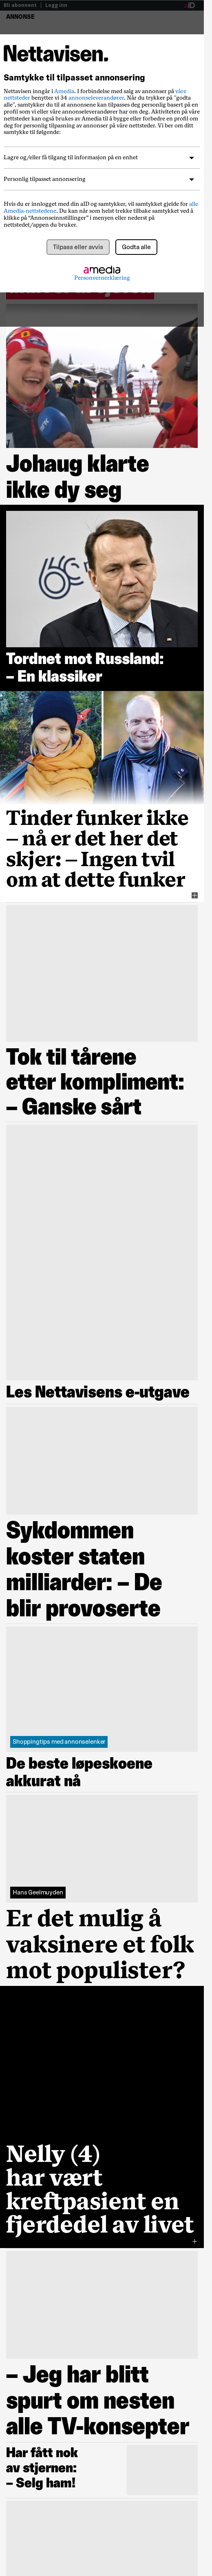 Bli abonnent
Logg inn
aID
ANNONSE
Nettavisen.
Samtykke til tilpasset annonsering
Nettavisen inngår i Amedia. I forbindelse med salg av annonser på våre
nettsteder benytter vi 34 annonseleverandører. Når du trykker på "godta
alle", samtykker du til at annonser kan tilpasses deg personlig basert på en
profil som vi eller våre annonseleverandører har om deg. Aktiviteten på våre
nettsteder kan også brukes av disse til å bygge eller forbedre en profil om
deg for personlig tilpasning av annonser på våre nettsteder. Vi ber om ditt
samtykke til følgende:
Lagre og/eller få tilgang til informasjon på en enhet
Personlig tilpasset annonsering
Hvis du er innlogget med din aID og samtykker, vil samtykket gjelde for alle
Amedia-nettstedene. Du kan når som helst trekke tilbake samtykket ved å
klikke på “Annonseinnstillinger” i menyen eller nederst på
nettstedet/appen du bruker.
Tilpass eller avvis
Godta alle
amedia
Personvernerklæring
Johaug klarte
ikke dy seg
Tordnet mot Russland:
– En klassiker
Tinder funker ikke
– nå er det her det
skjer: – Ingen tvil
om at dette funker
Tok til tårene
etter kompliment:
– Ganske sårt
Les Nettavisens e-utgave
Sykdommen
koster staten
milliarder: – De
blir provoserte
Shoppingtips med annonselenker
De beste løpeskoene
akkurat nå
Hans Geelmuyden
Er det mulig å
vaksinere et folk
mot populister?
Nelly (4)
har vært
kreftpasient en
fjerdedel av livet
– Jeg har blitt
spurt om nesten
alle TV-konsepter
Har fått nok
av stjernen:
– Selg ham!